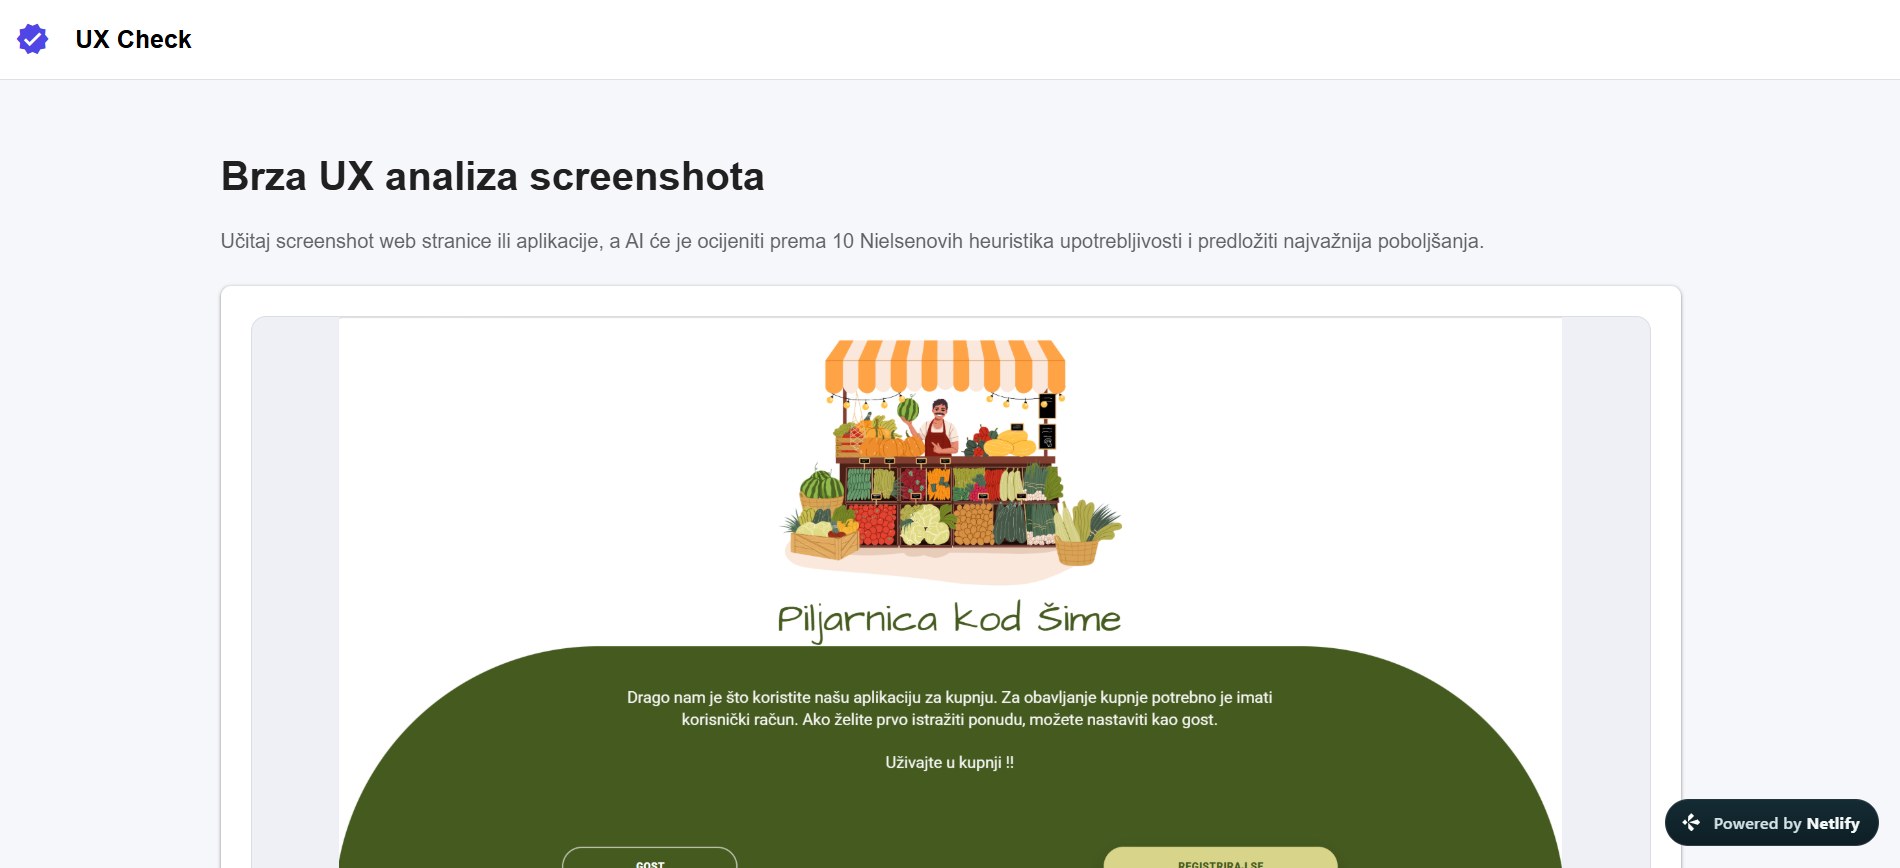 UX Check
Brza UX analiza screenshota
Učitaj screenshot web stranice ili aplikacije, a AI će je ocijeniti prema 10 Nielsenovih heuristika upotrebljivosti i predložiti najvažnija poboljšanja.
Piljarnica kod Šime
Drago nam je što koristite našu aplikaciju za kupnju. Za obavljanje kupnje potrebno je imati
korisnički račun. Ako želite prvo istražiti ponudu, možete nastaviti kao gost.
Uživajte u kupnji !!
GOST
REGISTRIRAJ SE
Powered by Netlify